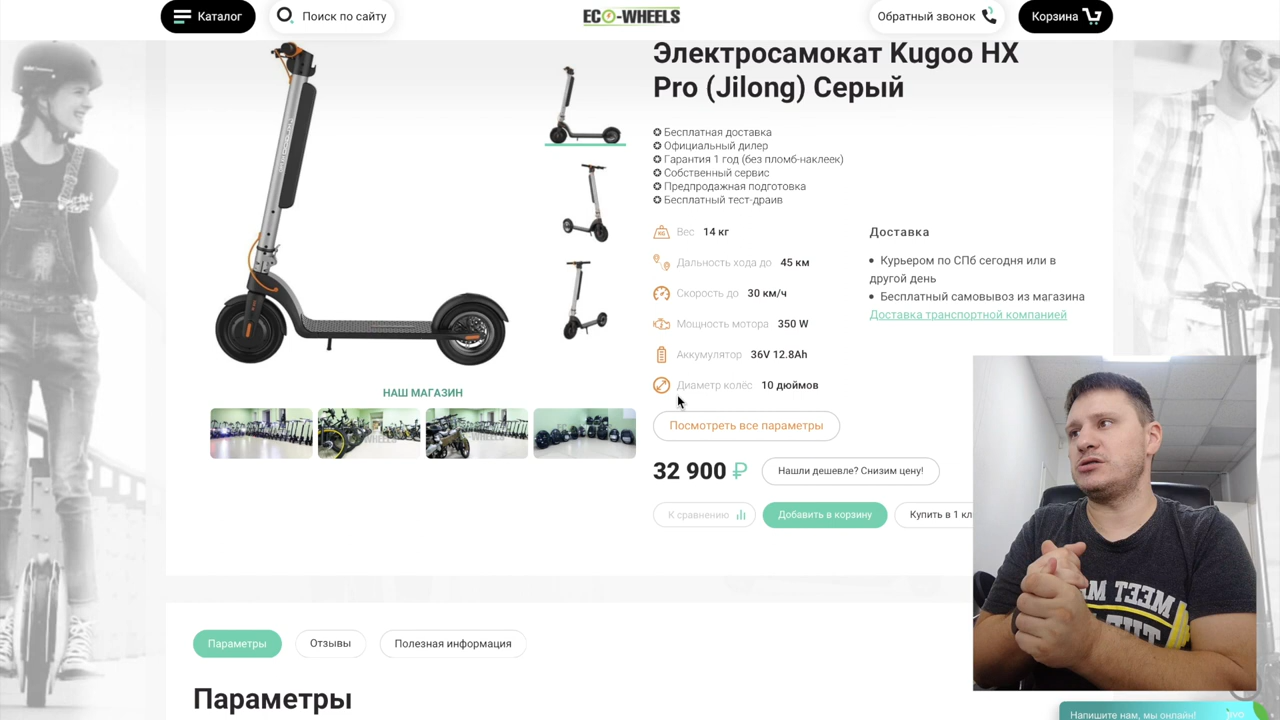 Каталог
Поиск по сайту
ECO-WHEELS
Обратный звонок
Корзина
Электросамокат Kugoo HX
Pro (Jilong) Серый
Бесплатная доставка
Официальный дилер
Гарантия 1 год (без пломб-наклеек)
Собственный сервис
Предпродажная подготовка
Бесплатный тест-драив
Вес 14 кг
Дальность хода до 45 км
Скорость до 30 км/ч
Мощность мотора 350 W
Аккумулятор 36V 12.8Ah
Диаметр колёс 10 дюймов
Доставка
Курьером по СПб сегодня или в
другой день
Бесплатный самовывоз из магазина
Доставка транспортной компанией
НАШ МАГАЗИН
Посмотреть все параметры
32 900 ₽
Нашли дешевле? Снизим цену!
К сравнению
Добавить в корзину
Купить в 1 кл
MEET M
THE
Параметры
Отзывы
Полезная информация
Параметры
Напишите нам, мы онлайн!
jivo